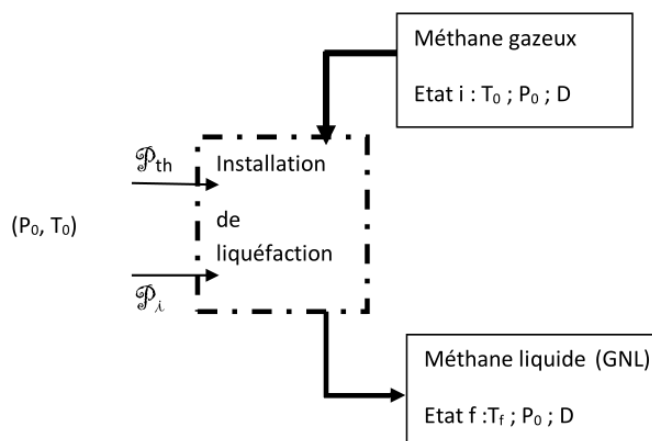 Méthane gazeux
Etat i : T₀ ; P₀ ; D
𝒫th
Installation
(P₀, T₀)
de
liquéfaction
𝒫i
Méthane liquide (GNL)
Etat f :Tf ; P₀ ; D